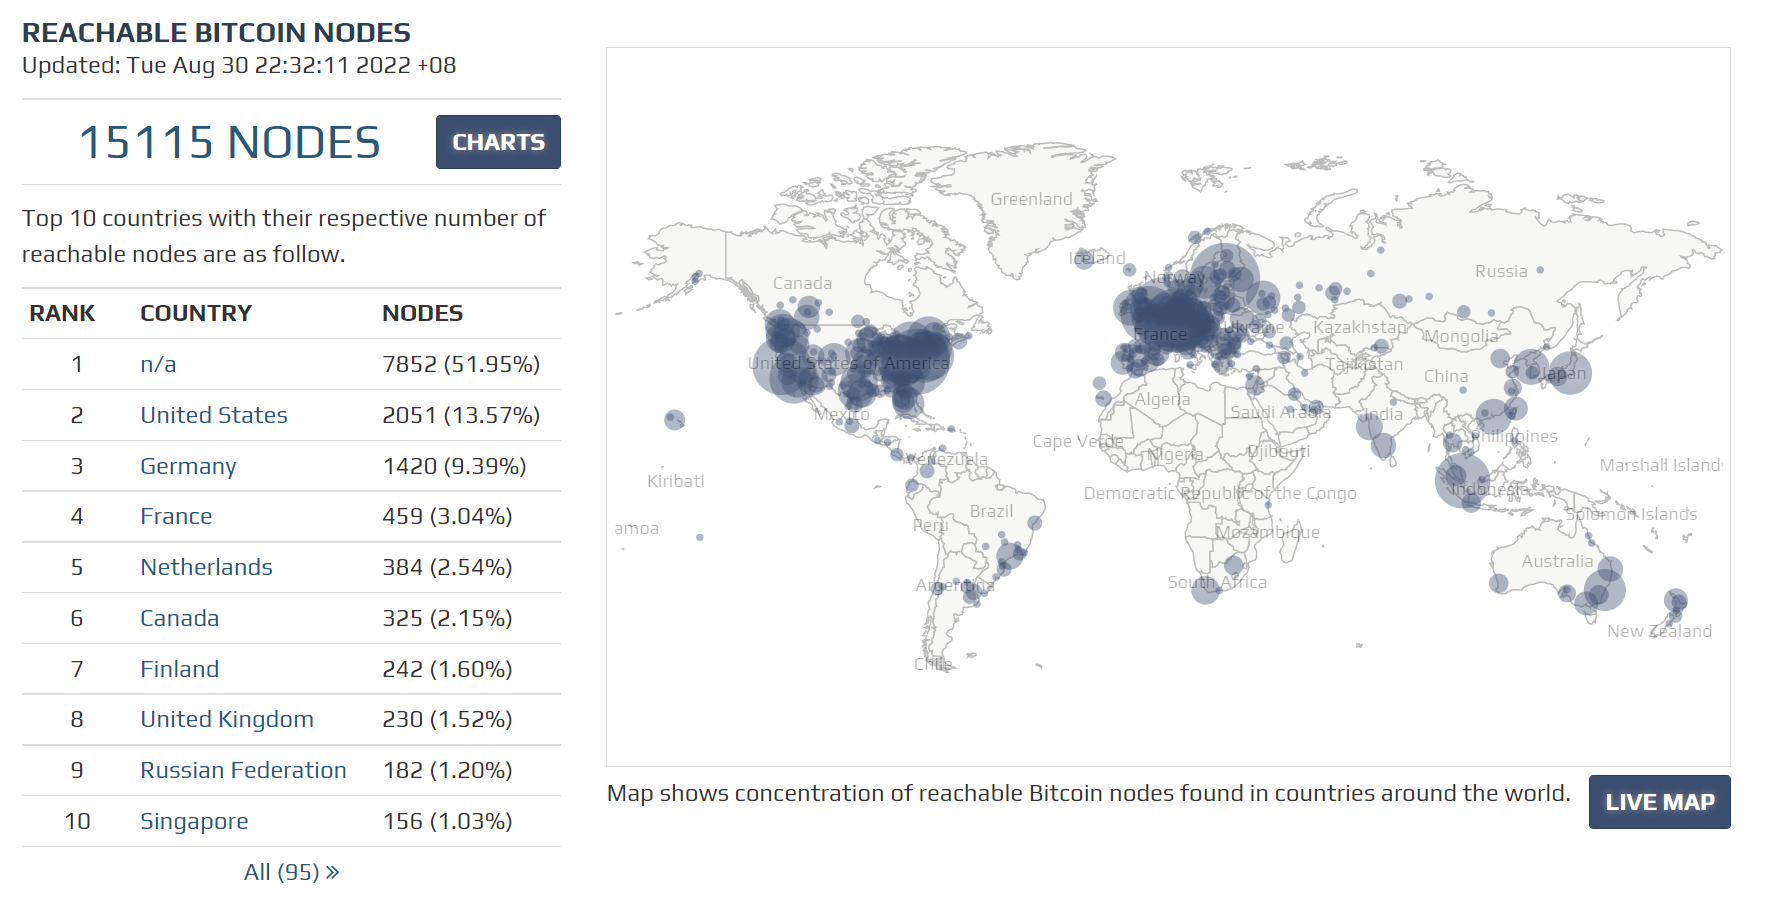 REACHABLE BITCOIN NODES
Updated: Tue Aug 30 22:32:11 2022 +08
15115 NODES
CHARTS
Top 10 countries with their respective number of
reachable nodes are as follow.
RANK COUNTRY NODES
1 n/a 7852 (51.95%)
2 United States 2051 (13.57%)
3 Germany 1420 (9.39%)
4 France 459 (3.04%)
5 Netherlands 384 (2.54%)
6 Canada 325 (2.15%)
7 Finland 242 (1.60%)
8 United Kingdom 230 (1.52%)
9 Russian Federation 182 (1.20%)
10 Singapore 156 (1.03%)
All (95) »
Greenland
Iceland
Norway
Russia
Canada
Ukraine
Kazakhstan
Mongolia
France
United States of America
Tajikistan
China
Japan
Algeria
Mexico
Saudi Arabia
India
Cape Verde
Philippines
Venezuela
Nigeria
Djibouti
Marshall Islands
Kiribati
Democratic Republic of the Congo
Indonesia
Brazil
Solomon Islands
amoa
Peru
Mozambique
Australia
Argentina
South Africa
New Zealand
Chile
Map shows concentration of reachable Bitcoin nodes found in countries around the world.
LIVE MAP